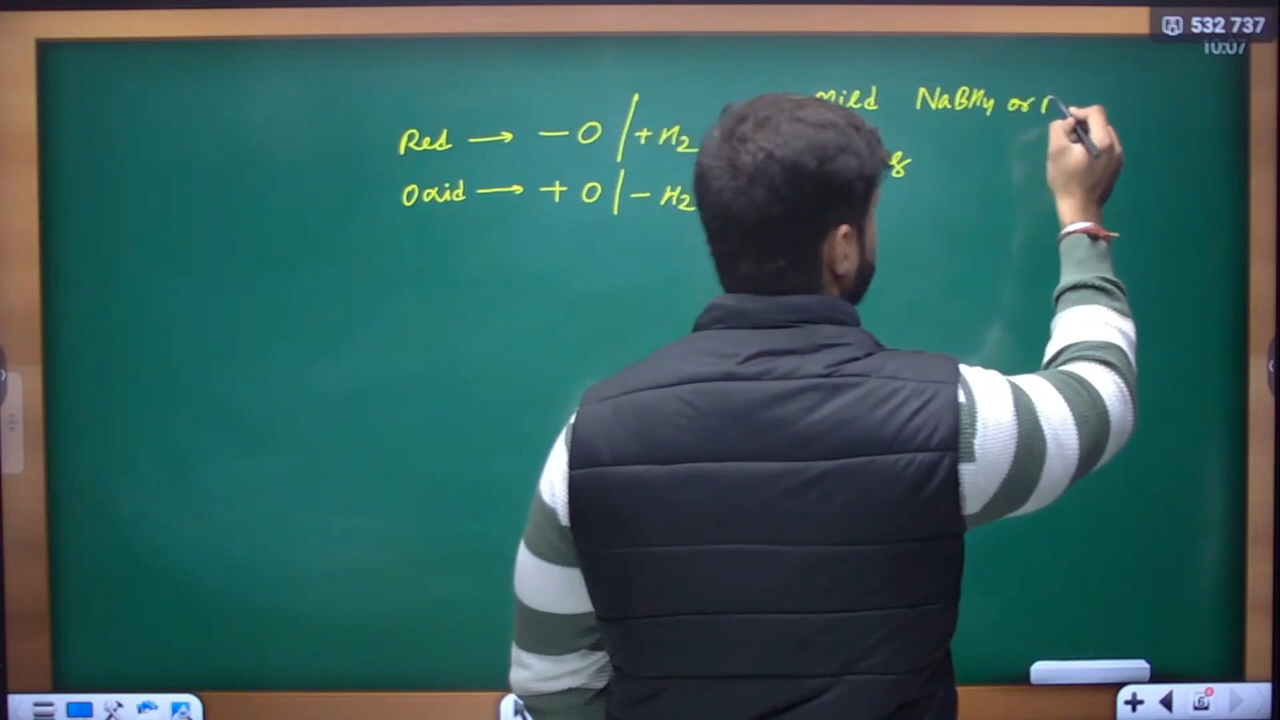 532 737
10:07
mild NaBH4 or
Red → - O / + H2
Oxid → + O / - H2